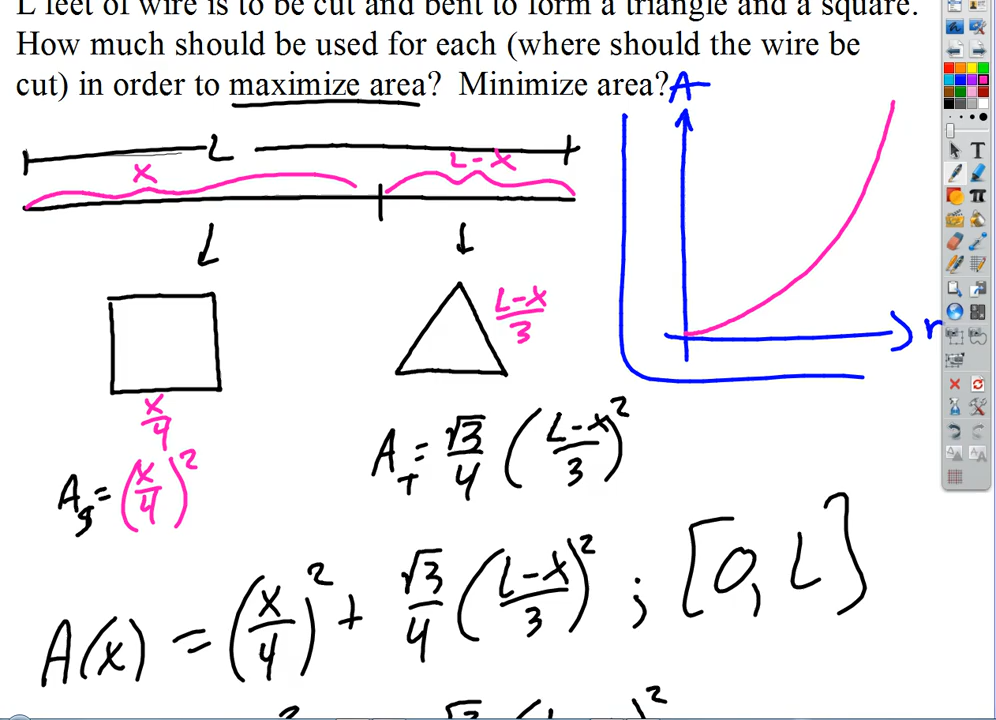 L feet of wire is to be cut and bent to form a triangle and a square.
How much should be used for each (where should the wire be
cut) in order to maximize area? Minimize area?
A
L
x
L-x
L-x/3
r
x/4
A_S = (x/4)^2
A_T = √3/4 (L-x/3)^2
A(x) = (x/4)^2 + √3/4 (L-x/3)^2 ; [0, L]
T
π